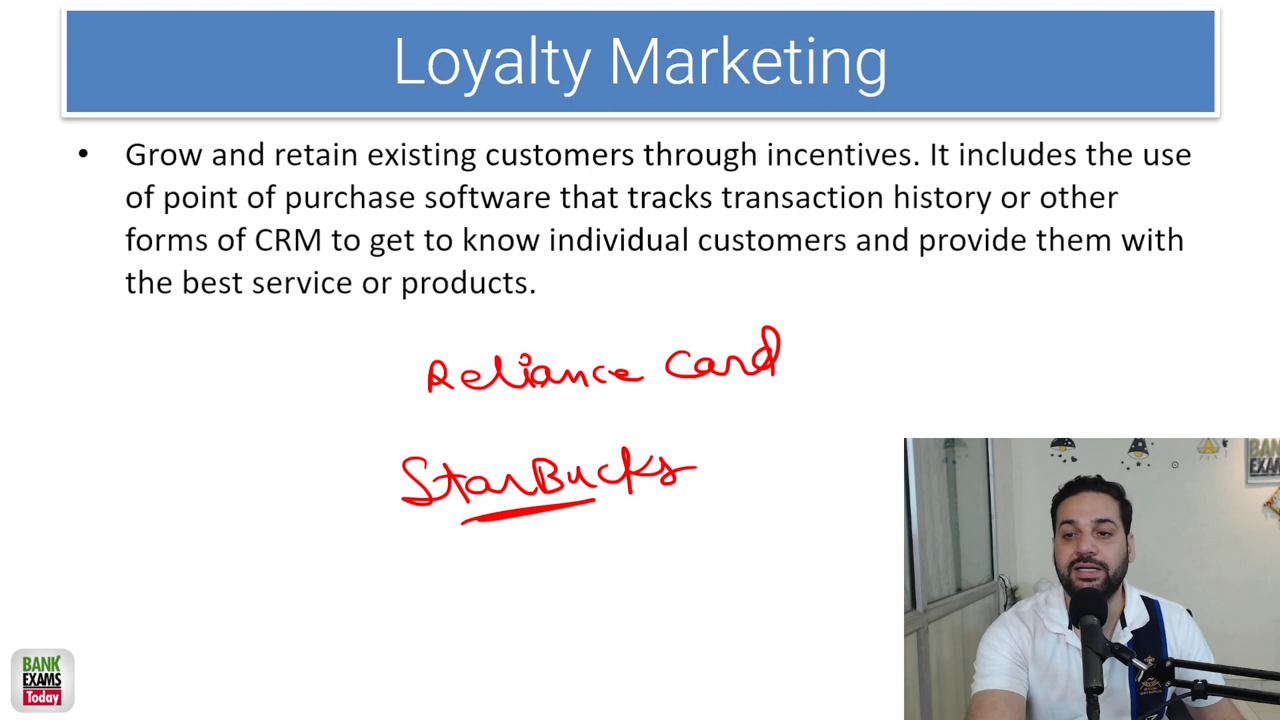 Loyalty Marketing
• Grow and retain existing customers through incentives. It includes the use
of point of purchase software that tracks transaction history or other
forms of CRM to get to know individual customers and provide them with
the best service or products.
Reliance Card
StarBucks
BANK
EXAMS
BANK
EXAMS
Today